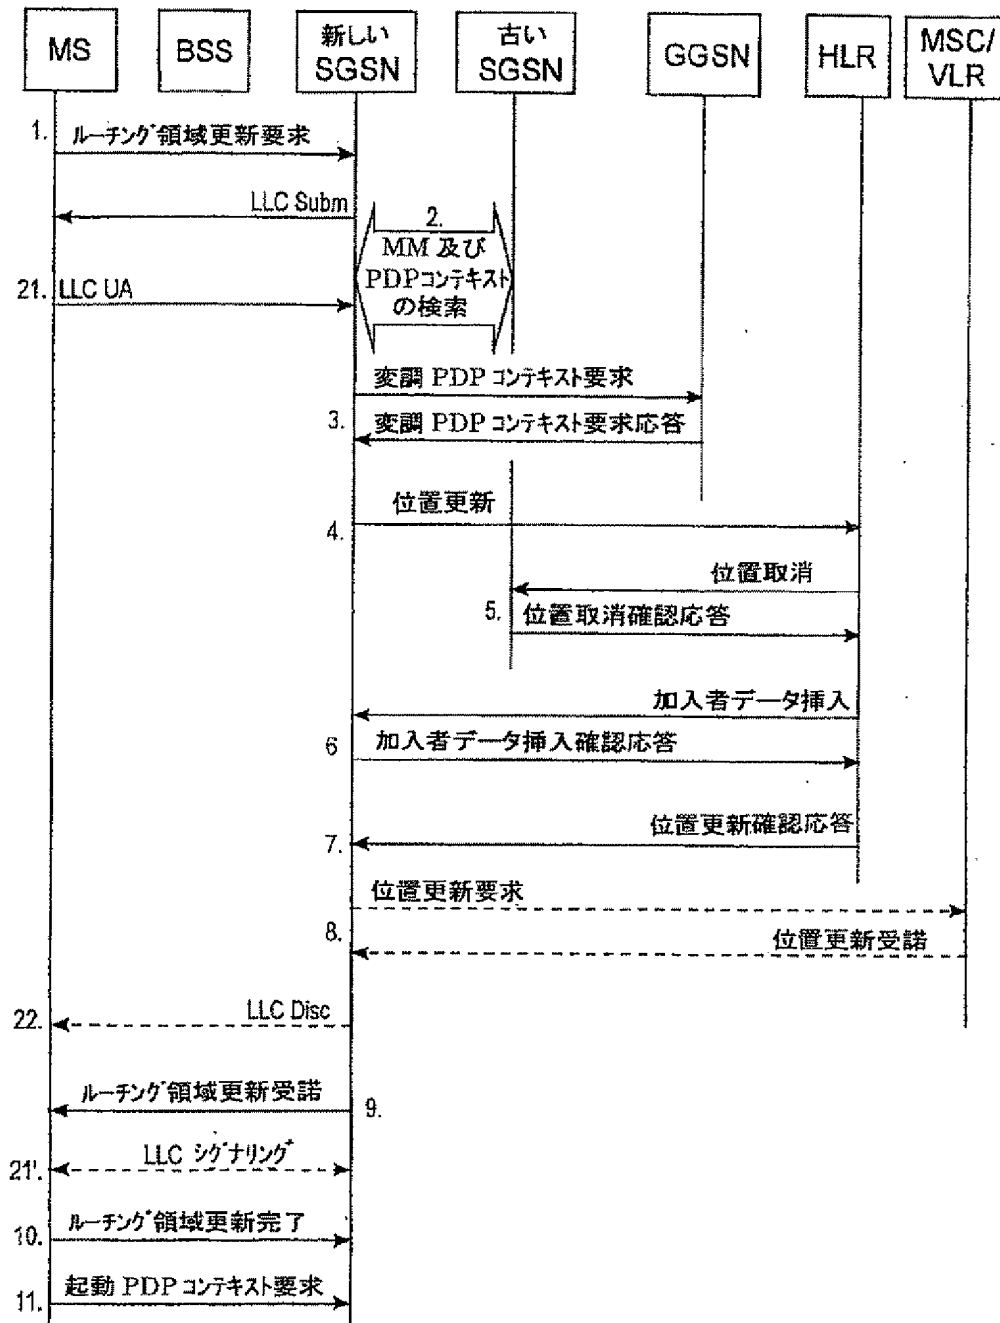 MS
BSS
新しい
SGSN
古い
SGSN
GGSN
HLR
MSC/
VLR
1.
ルーチング領域更新要求
LLC Subm
2.
MM 及び
PDPコンテキスト
の検索
21.
LLC UA
変調 PDP コンテキスト要求
3.
変調 PDP コンテキスト要求応答
位置更新
4.
位置取消
5.
位置取消確認応答
加入者データ挿入
6
加入者データ挿入確認応答
位置更新確認応答
7.
位置更新要求
8.
位置更新受諾
22.
LLC Disc
ルーチング領域更新受諾
9.
LLC シグナリング
21'.
ルーチング領域更新完了
10.
起動 PDP コンテキスト要求
11.